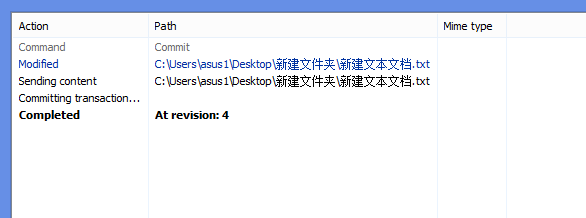 Action Path Mime type
Command Commit
Modified C:\Users\asus1\Desktop\新建文件夹\新建文本文档.txt
Sending content C:\Users\asus1\Desktop\新建文件夹\新建文本文档.txt
Committing transaction...
Completed At revision: 4